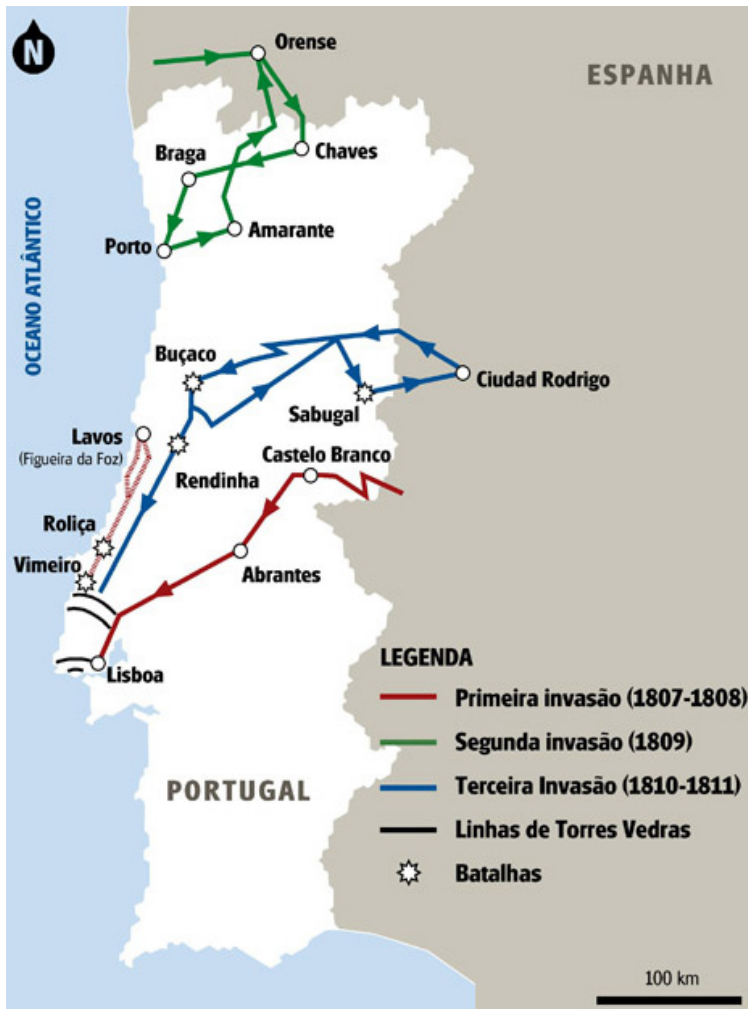 N
Orense
ESPANHA
Braga
Chaves
Amarante
Porto
OCEANO ATLÂNTICO
Buçaco
Ciudad Rodrigo
Sabugal
Lavos
(Figueira da Foz)
Castelo Branco
Rendinha
Roliça
Vimeiro
Abrantes
Lisboa
LEGENDA
Primeira invasão (1807-1808)
Segunda invasão (1809)
PORTUGAL
Terceira Invasão (1810-1811)
Linhas de Torres Vedras
Batalhas
100 km